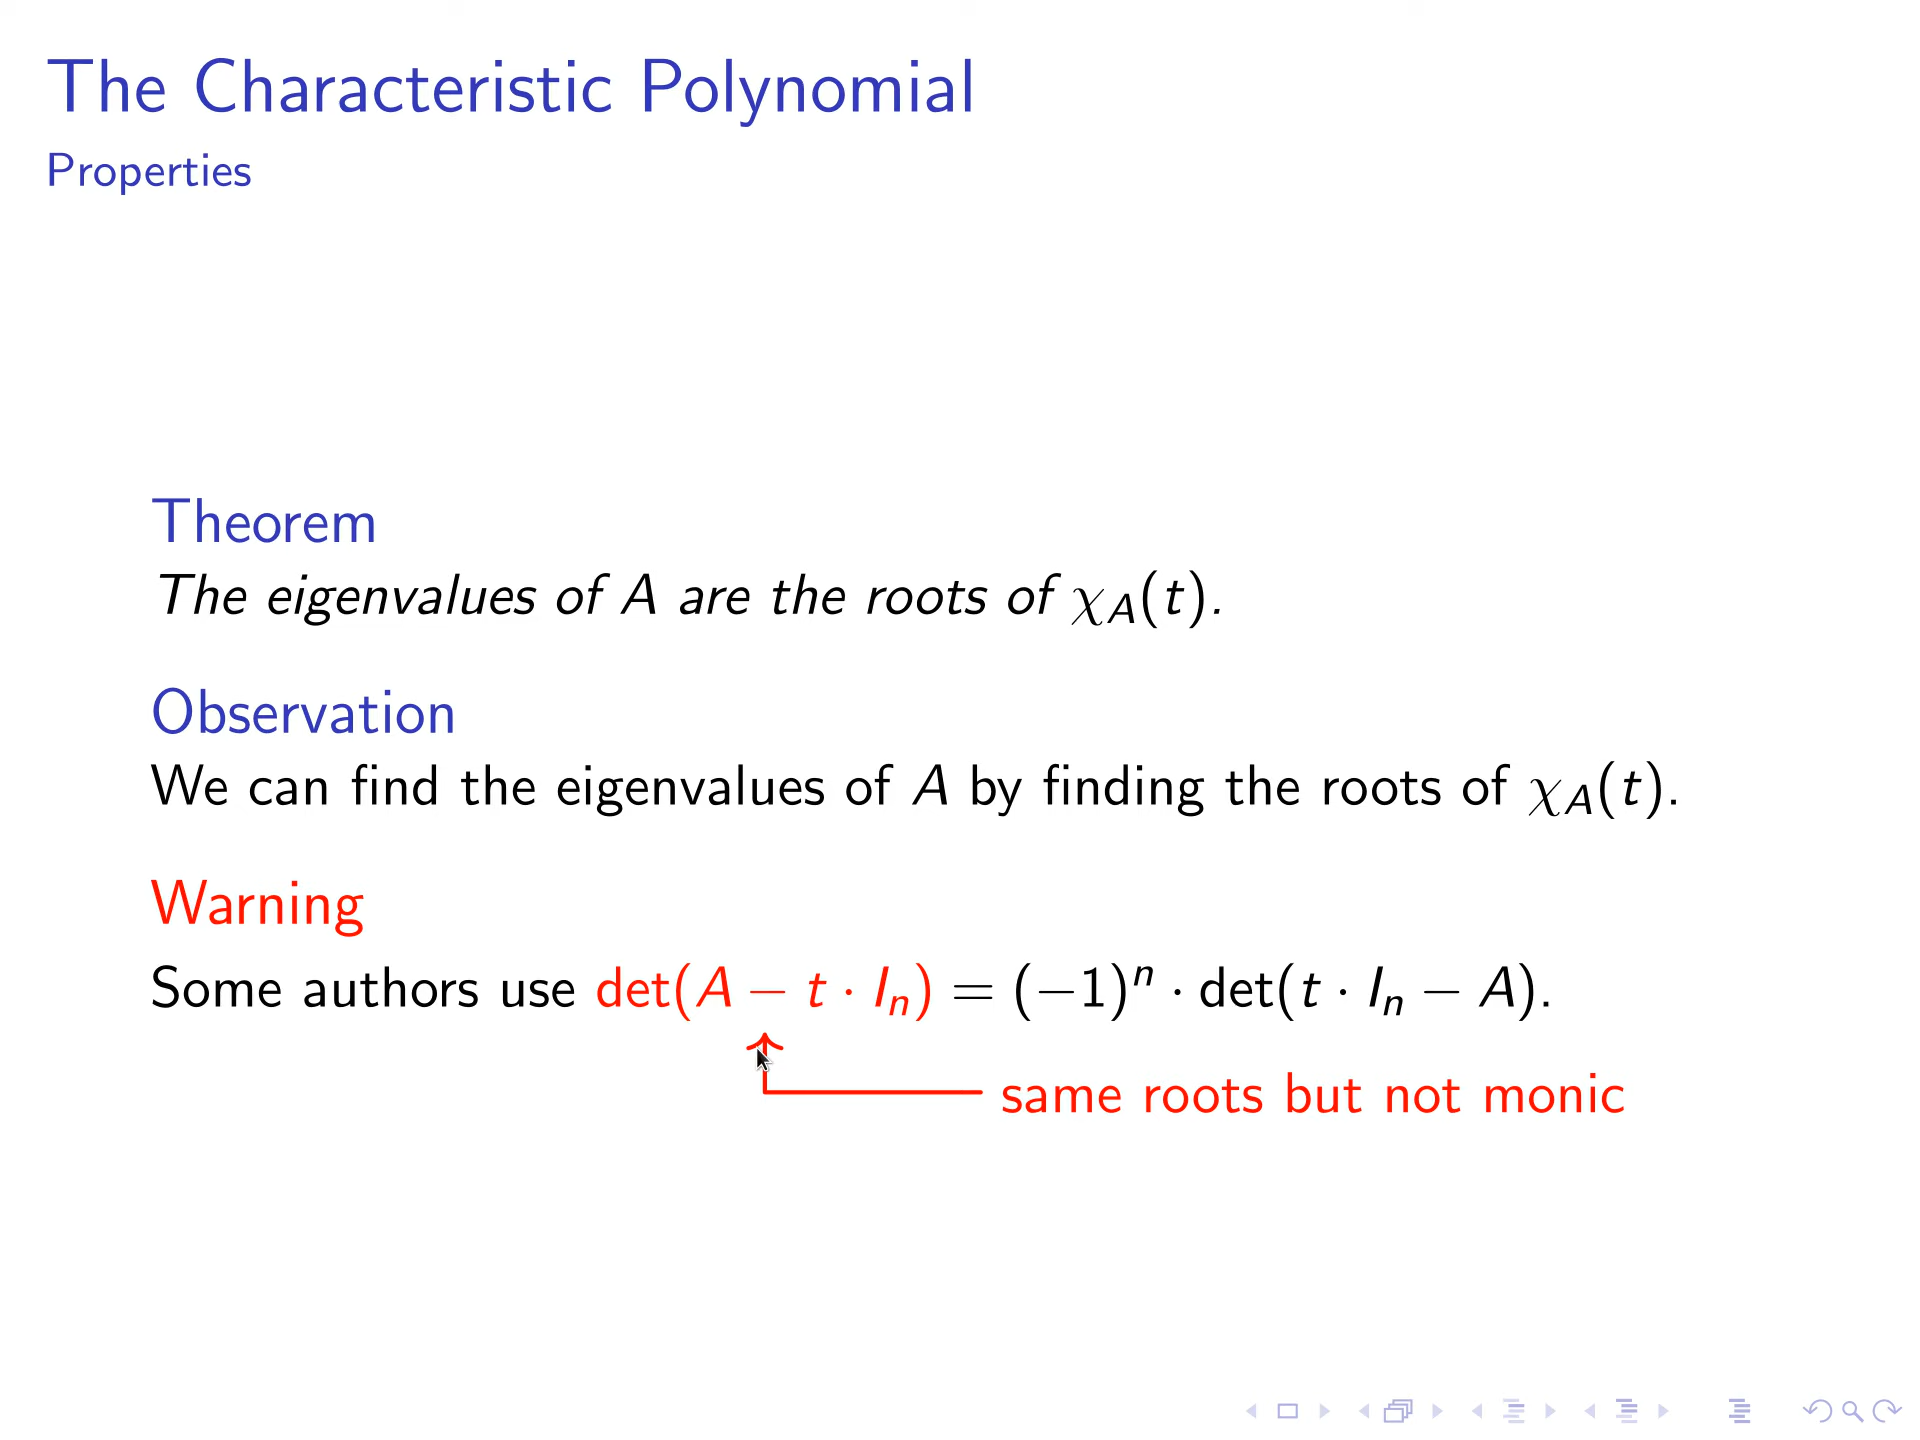 The Characteristic Polynomial
Properties
Theorem
The eigenvalues of A are the roots of χ_A(t).
Observation
We can find the eigenvalues of A by finding the roots of χ_A(t).
Warning
Some authors use det(A − t · I_n) = (−1)^n · det(t · I_n − A).
same roots but not monic